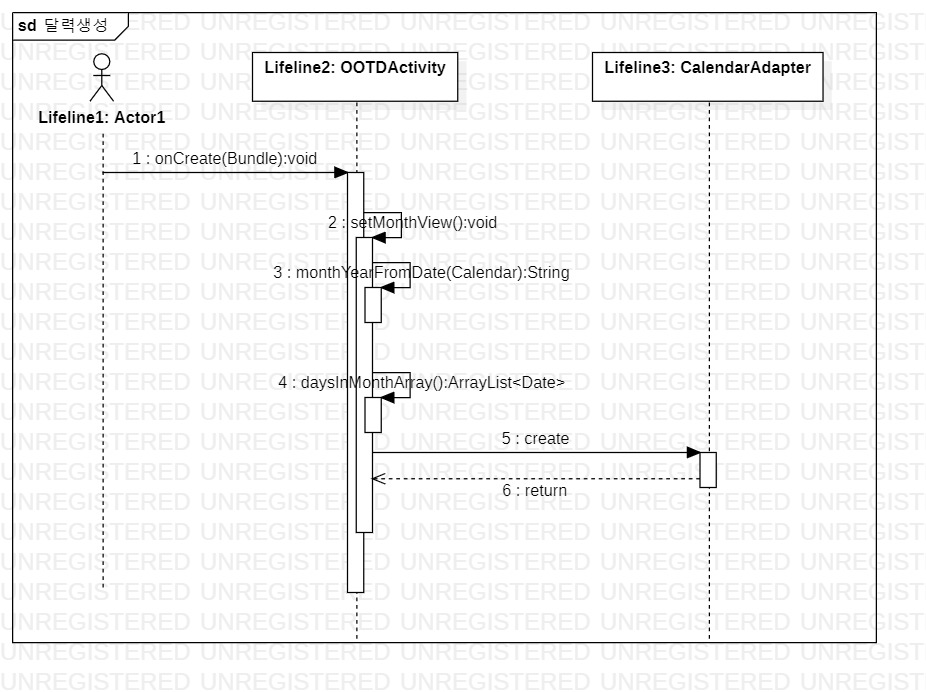 sd 달력생성
Lifeline1: Actor1
Lifeline2: OOTDActivity
Lifeline3: CalendarAdapter
1 : onCreate(Bundle):void
2 : setMonthView():void
3 : monthYearFromDate(Calendar):String
4 : daysInMonthArray():ArrayList<Date>
5 : create
6 : return
UNREGISTERED